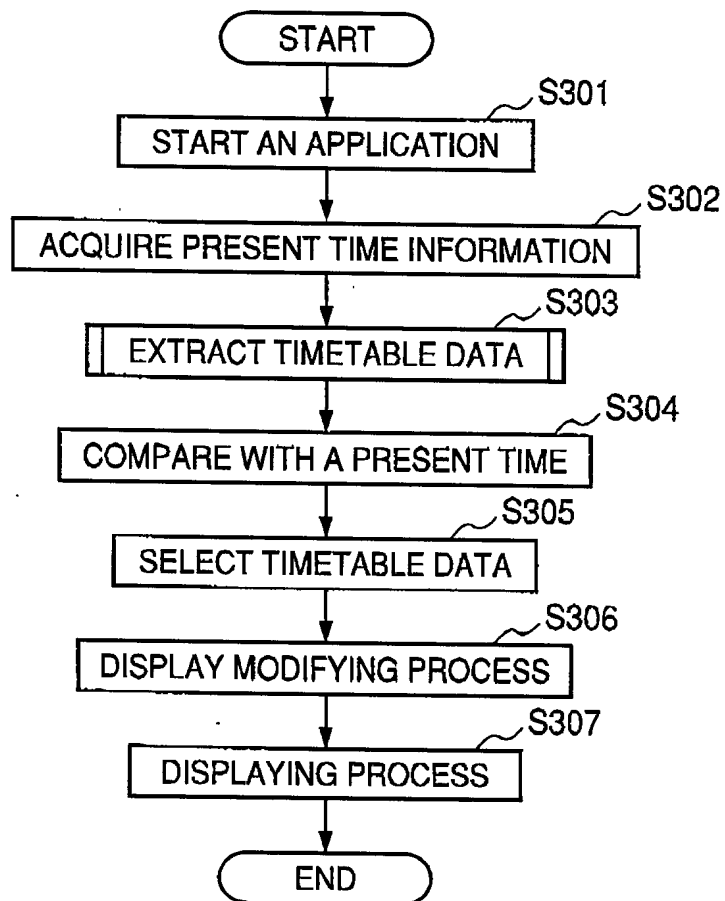 START
S301
START AN APPLICATION
S302
ACQUIRE PRESENT TIME INFORMATION
S303
EXTRACT TIMETABLE DATA
S304
COMPARE WITH A PRESENT TIME
S305
SELECT TIMETABLE DATA
S306
DISPLAY MODIFYING PROCESS
S307
DISPLAYING PROCESS
END